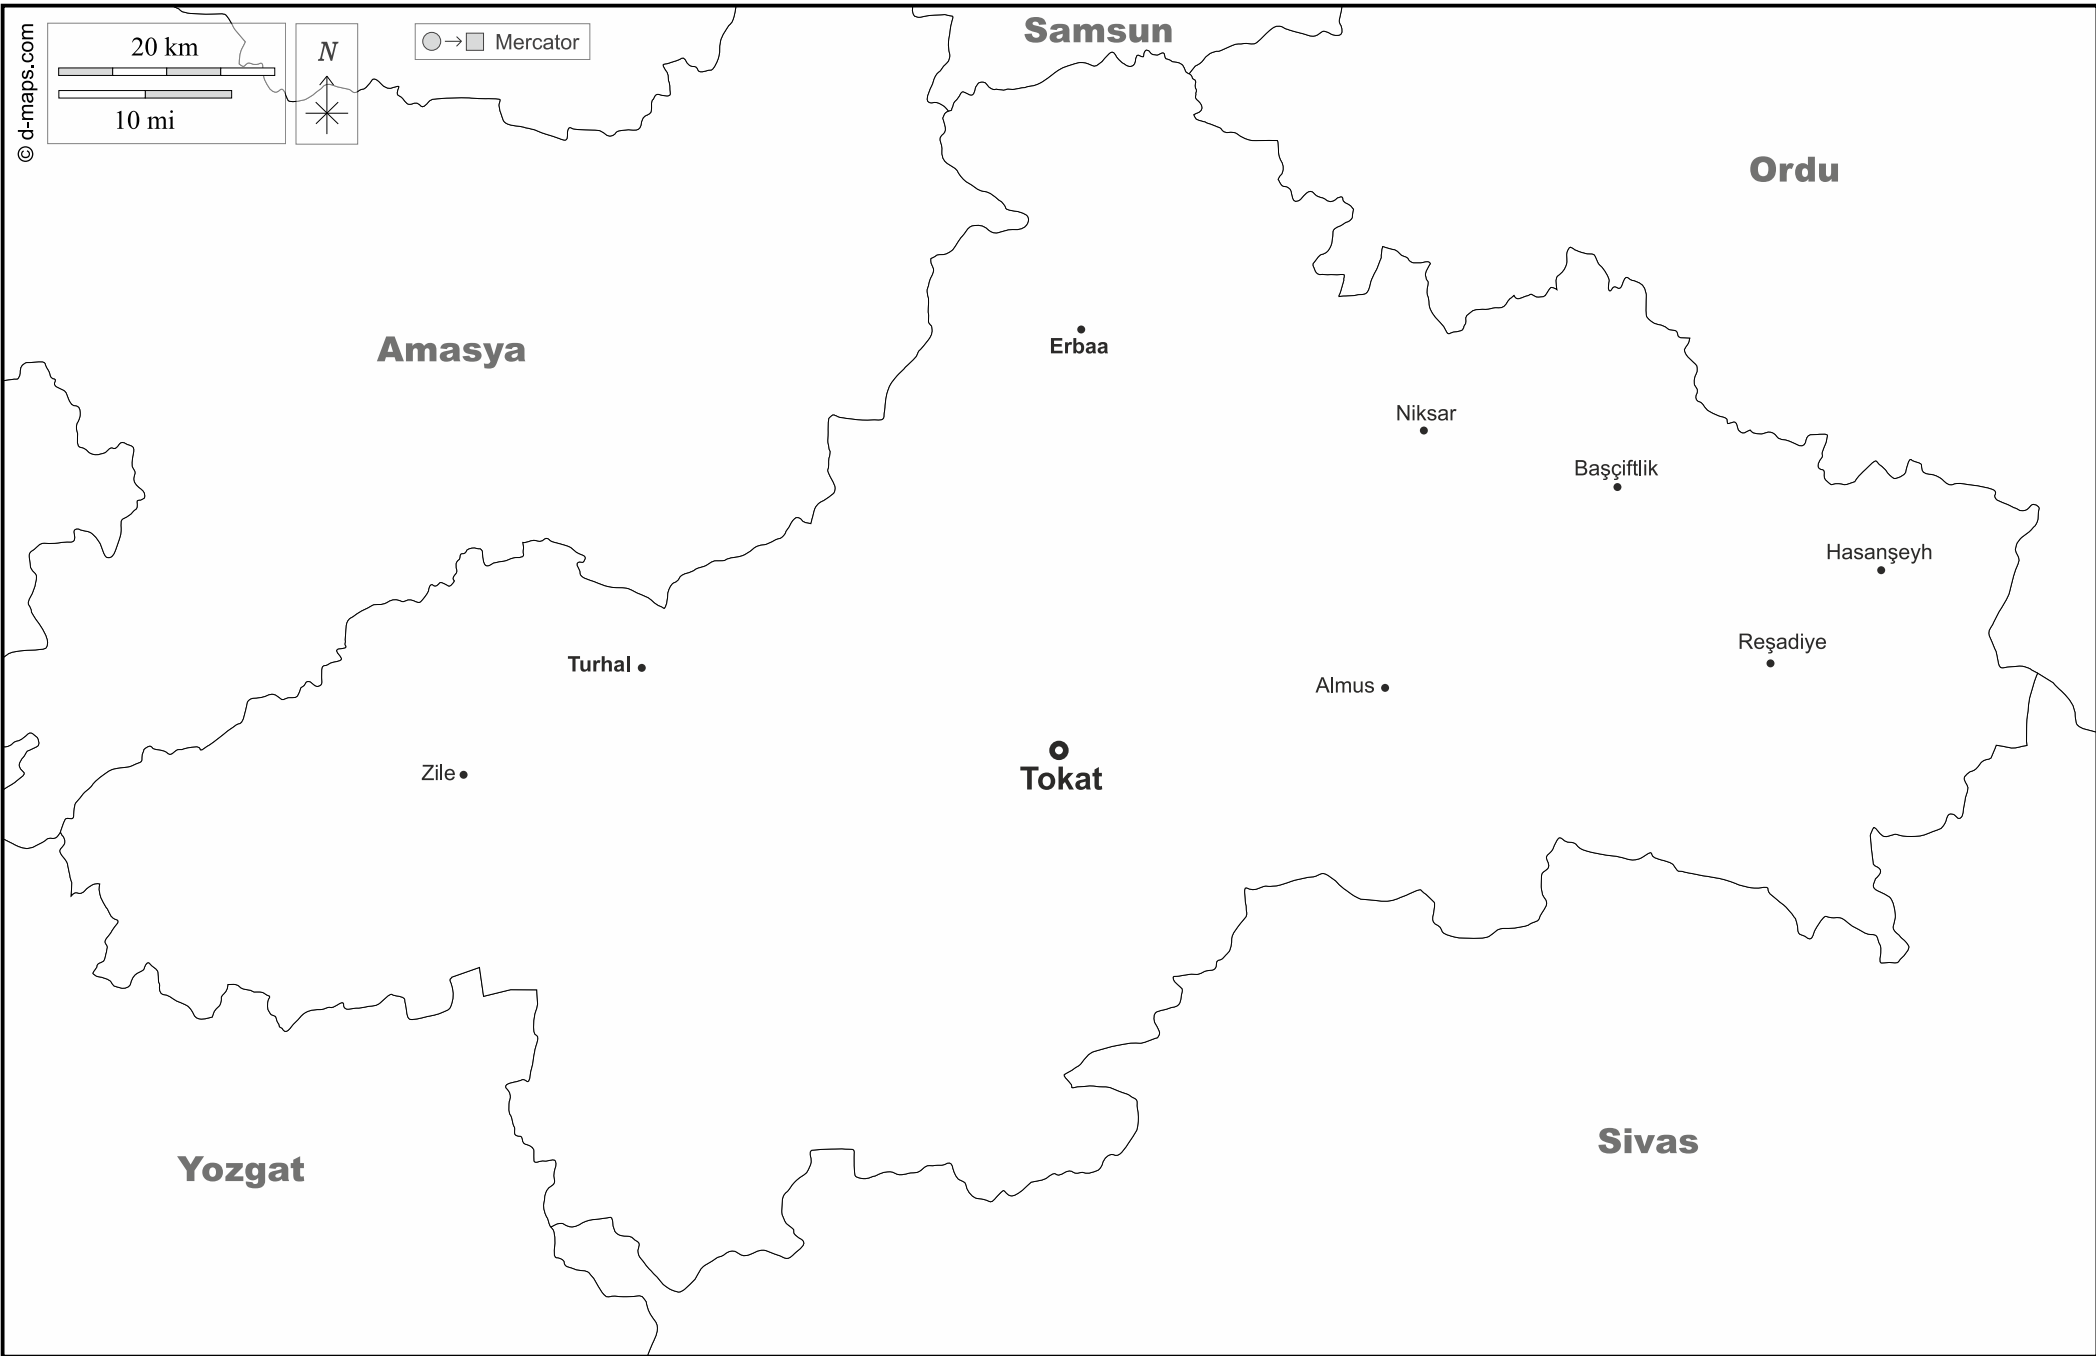 © d-maps.com
20 km
10 mi
N
Mercator
Samsun
Ordu
Amasya
Erbaa
Niksar
Başçiftlik
Hasanşeyh
Reşadiye
Turhal
Almus
Zile
Tokat
Sivas
Yozgat